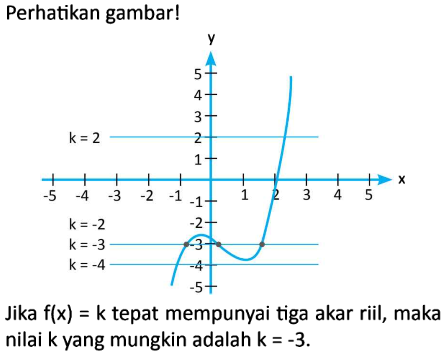 Perhatikan gambar!
y
5
4
3
k = 2
2
1
x
-5 -4 -3 -2 -1 1 2 3 4 5
-1
k = -2
-2
k = -3
-3
k = -4
-4
-5
Jika f(x) = k tepat mempunyai tiga akar riil, maka
nilai k yang mungkin adalah k = -3.